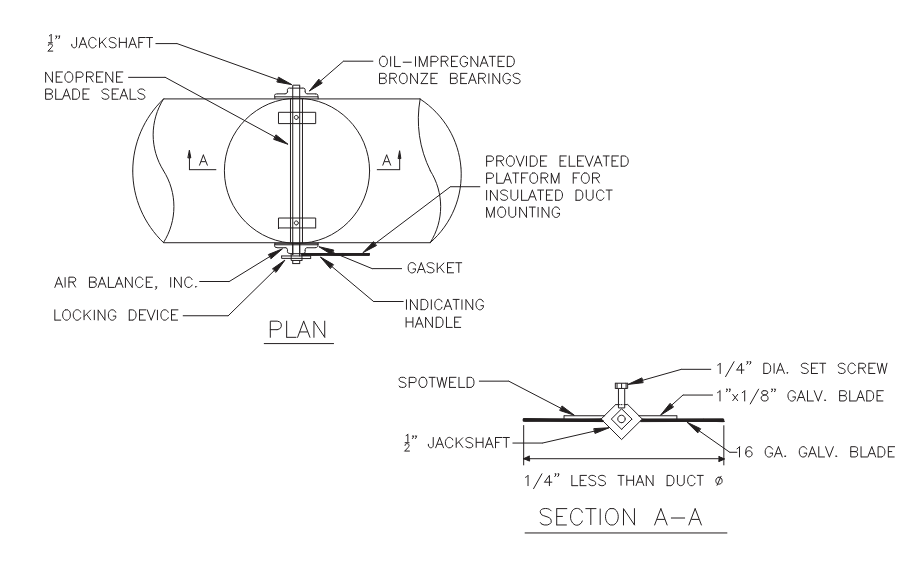 1/2" JACKSHAFT
OIL-IMPREGNATED
BRONZE BEARINGS
NEOPRENE
BLADE SEALS
A
A
PROVIDE ELEVATED
PLATFORM FOR
INSULATED DUCT
MOUNTING
GASKET
AIR BALANCE, INC.
INDICATING
HANDLE
LOCKING DEVICE
PLAN
1/4" DIA. SET SCREW
SPOTWELD
1"x1/8" GALV. BLADE
1/2" JACKSHAFT
16 GA. GALV. BLADE
1/4" LESS THAN DUCT ø
SECTION A-A